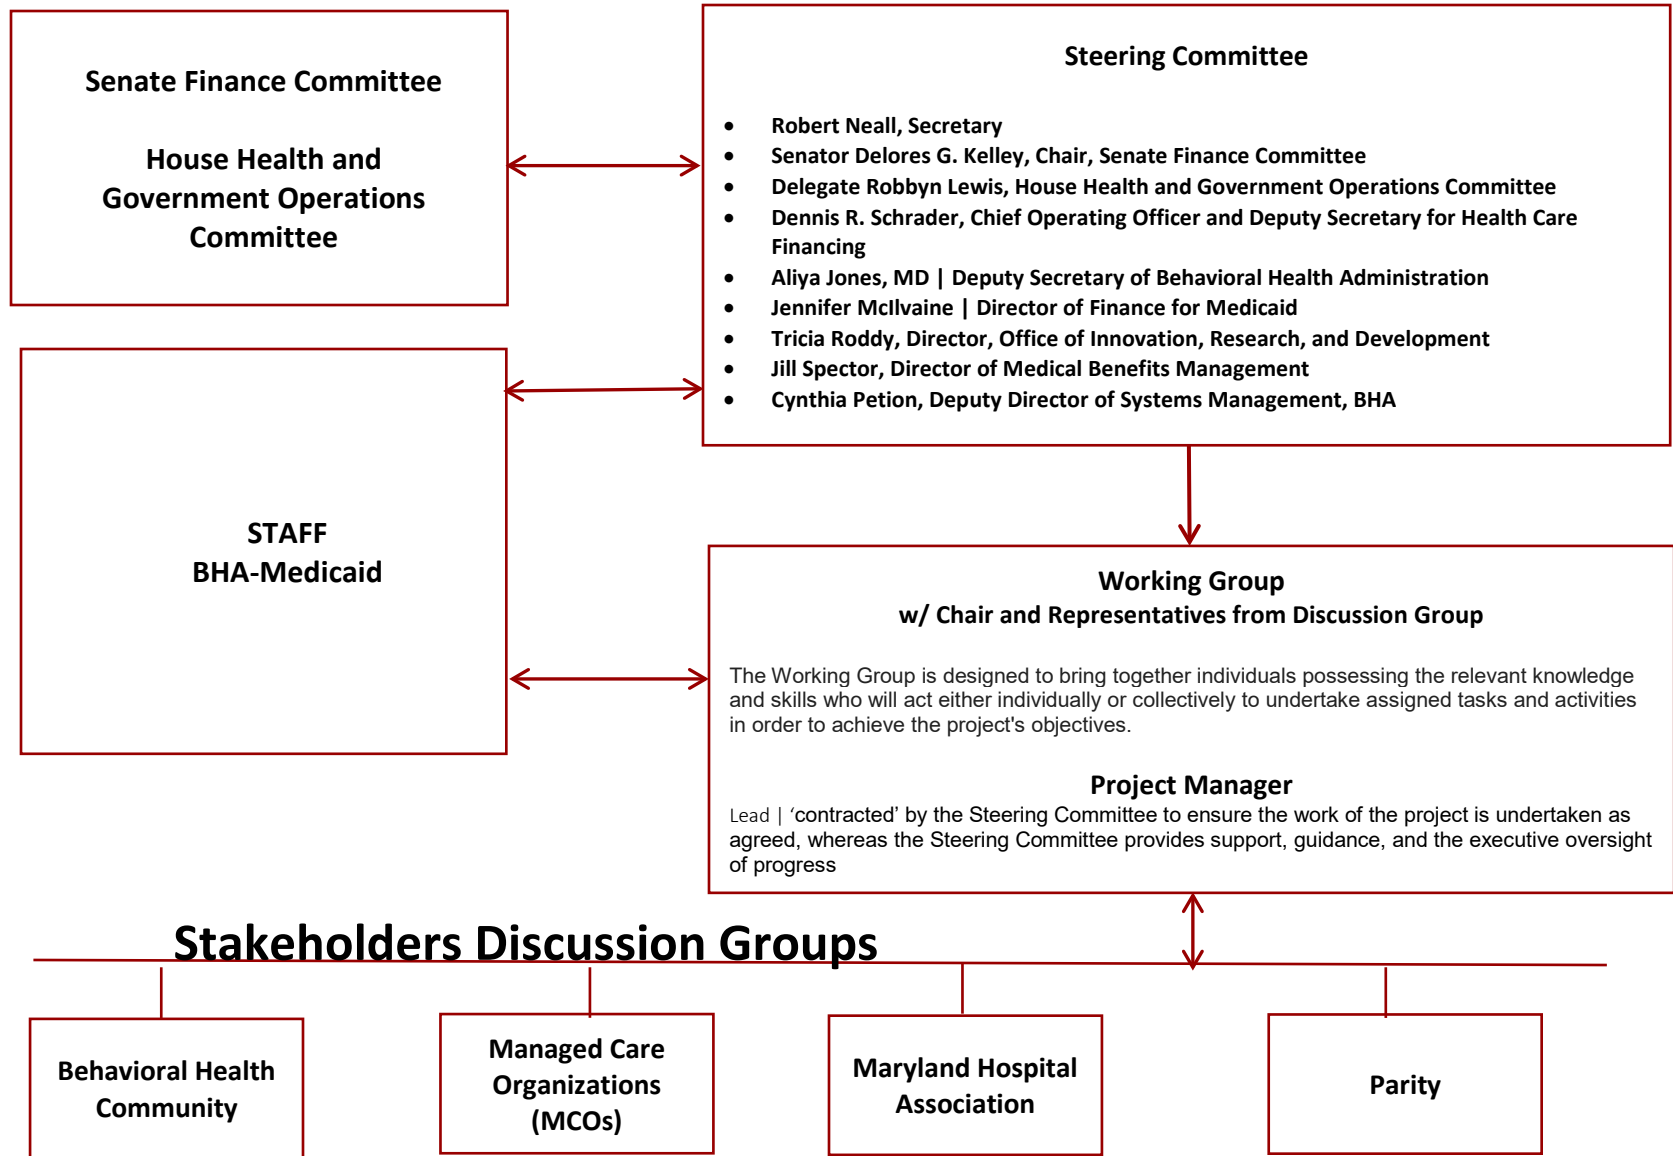 Senate Finance Committee
House Health and
Government Operations
Committee
Steering Committee
• Robert Neall, Secretary
• Senator Delores G. Kelley, Chair, Senate Finance Committee
• Delegate Robbyn Lewis, House Health and Government Operations Committee
• Dennis R. Schrader, Chief Operating Officer and Deputy Secretary for Health Care
Financing
• Aliya Jones, MD | Deputy Secretary of Behavioral Health Administration
• Jennifer McIlvaine | Director of Finance for Medicaid
• Tricia Roddy, Director, Office of Innovation, Research, and Development
• Jill Spector, Director of Medical Benefits Management
• Cynthia Petion, Deputy Director of Systems Management, BHA
STAFF
BHA-Medicaid
Working Group
w/ Chair and Representatives from Discussion Group
The Working Group is designed to bring together individuals possessing the relevant knowledge
and skills who will act either individually or collectively to undertake assigned tasks and activities
in order to achieve the project's objectives.
Project Manager
Lead | ‘contracted’ by the Steering Committee to ensure the work of the project is undertaken as
agreed, whereas the Steering Committee provides support, guidance, and the executive oversight
of progress
Stakeholders Discussion Groups
Behavioral Health
Community
Managed Care
Organizations
(MCOs)
Maryland Hospital
Association
Parity